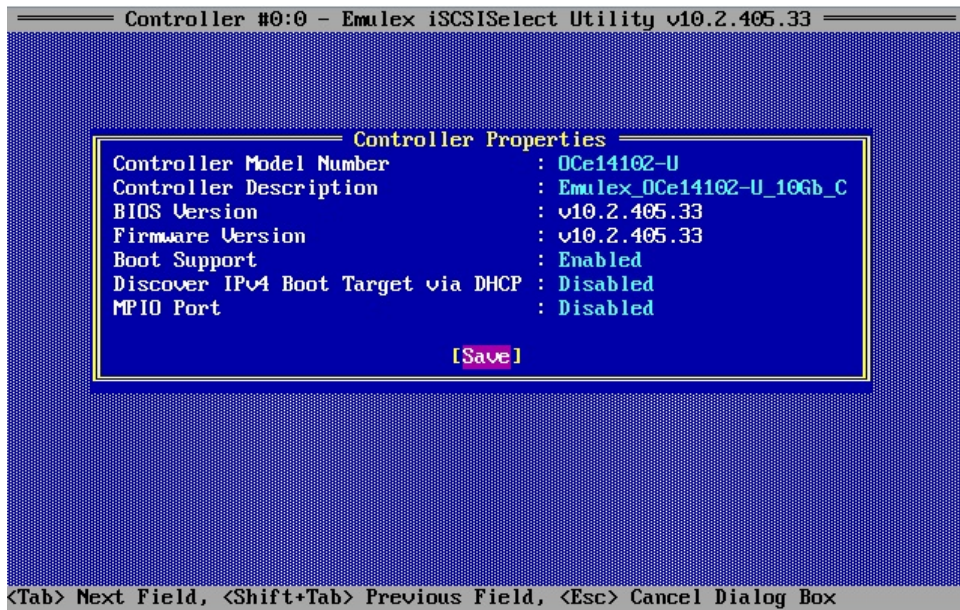 Controller #0:0 - Emulex iSCSISelect Utility v10.2.405.33
Controller Properties
Controller Model Number : OCe14102-U
Controller Description : Emulex_OCe14102-U_10Gb_C
BIOS Version : v10.2.405.33
Firmware Version : v10.2.405.33
Boot Support : Enabled
Discover IPv4 Boot Target via DHCP : Disabled
MPIO Port : Disabled
[Save]
<Tab> Next Field, <Shift+Tab> Previous Field, <Esc> Cancel Dialog Box